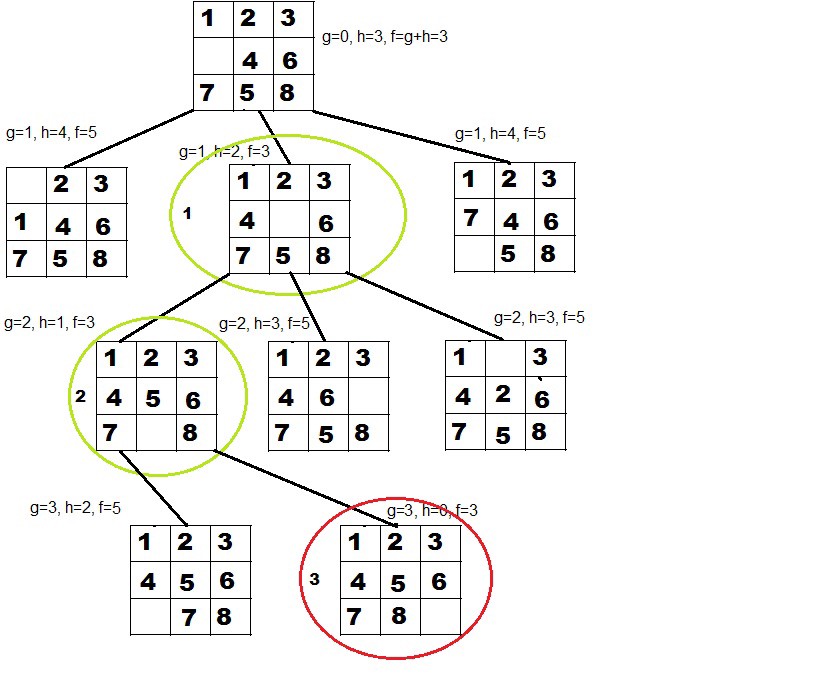 1 2 3
g=0, h=3, f=g+h=3
4 6
7 5 8
g=1, h=4, f=5
g=1, h=2, f=3
g=1, h=4, f=5
2 3
1 4 6
7 5 8
1
1 2 3
4 6
7 5 8
1 2 3
7 4 6
5 8
g=2, h=1, f=3
g=2, h=3, f=5
g=2, h=3, f=5
2
1 2 3
4 5 6
7 8
1 2 3
4 6
7 5 8
1 3
4 2 6
7 5 8
g=3, h=2, f=5
g=3, h=0, f=3
1 2 3
4 5 6
7 8
3
1 2 3
4 5 6
7 8